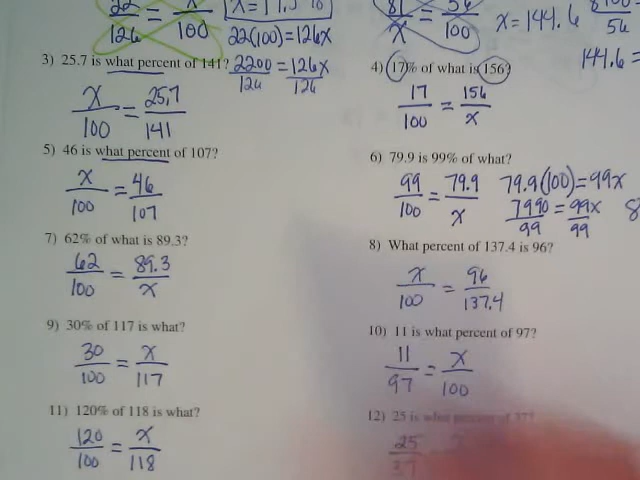 22/126 = x/100
22(100) = 126x
2200/126 = 126x/126
81/x = 56/100
x = 144.6
56
144.6 =
3) 25.7 is what percent of 141?
x/100 = 25.7/141
4) 17% of what is 156?
17/100 = 156/x
5) 46 is what percent of 107?
x/100 = 46/107
6) 79.9 is 99% of what?
99/100 = 79.9/x
79.9(100) = 99x
7990/99 = 99x/99
8
7) 62% of what is 89.3?
62/100 = 89.3/x
8) What percent of 137.4 is 96?
x/100 = 96/137.4
9) 30% of 117 is what?
30/100 = x/117
10) 11 is what percent of 97?
11/97 = x/100
11) 120% of 118 is what?
120/100 = x/118
12) 25 is what percent of 37?
25/37